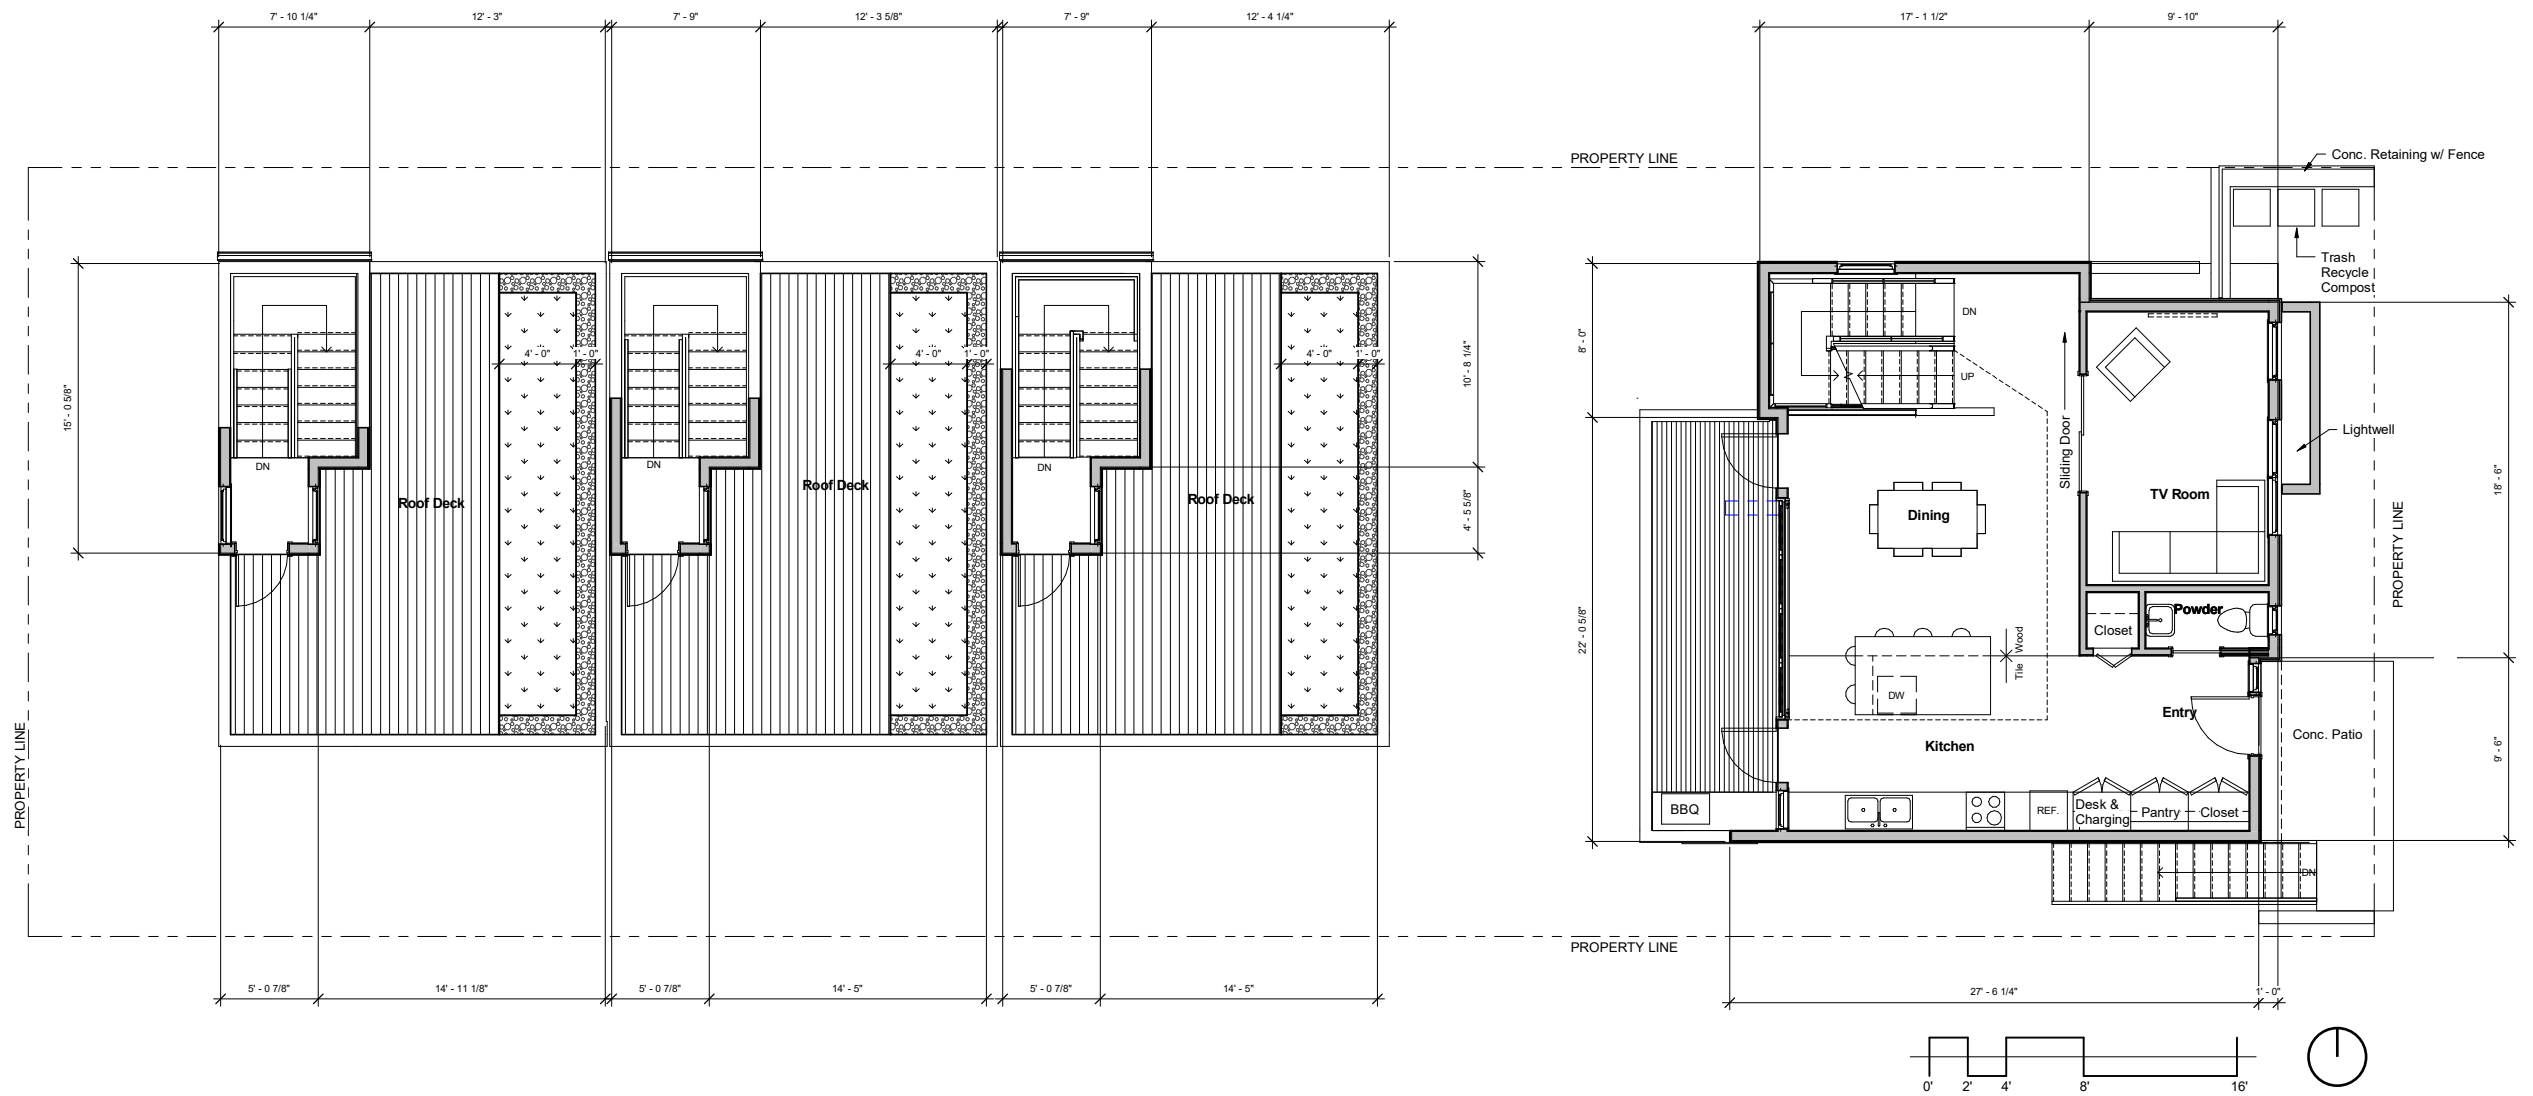 7' - 10 1/4"
12' - 3"
7' - 9"
12' - 3 5/8"
7' - 9"
12' - 4 1/4"
17' - 1 1/2"
9' - 10"
PROPERTY LINE
Conc. Retaining w/ Fence
Trash
Recycle
Compost
15' - 0 5/8"
DN
Roof Deck
4' - 0"
1' - 0"
DN
Roof Deck
4' - 0"
1' - 0"
DN
Roof Deck
4' - 0"
1' - 0"
10' - 8 1/4"
4' - 5 5/8"
8' - 0"
22' - 0 5/8"
DN
UP
Sliding Door
Lightwell
TV Room
Dining
18' - 6"
PROPERTY LINE
Powder
Closet
Wood
Tile
DW
Entry
Kitchen
Conc. Patio
9' - 6"
BBQ
REF.
Desk &
Charging
Pantry
Closet
DN
PROPERTY LINE
PROPERTY LINE
5' - 0 7/8"
14' - 11 1/8"
5' - 0 7/8"
14' - 5"
5' - 0 7/8"
14' - 5"
27' - 6 1/4"
1' - 0"
0'
2'
4'
8'
16'